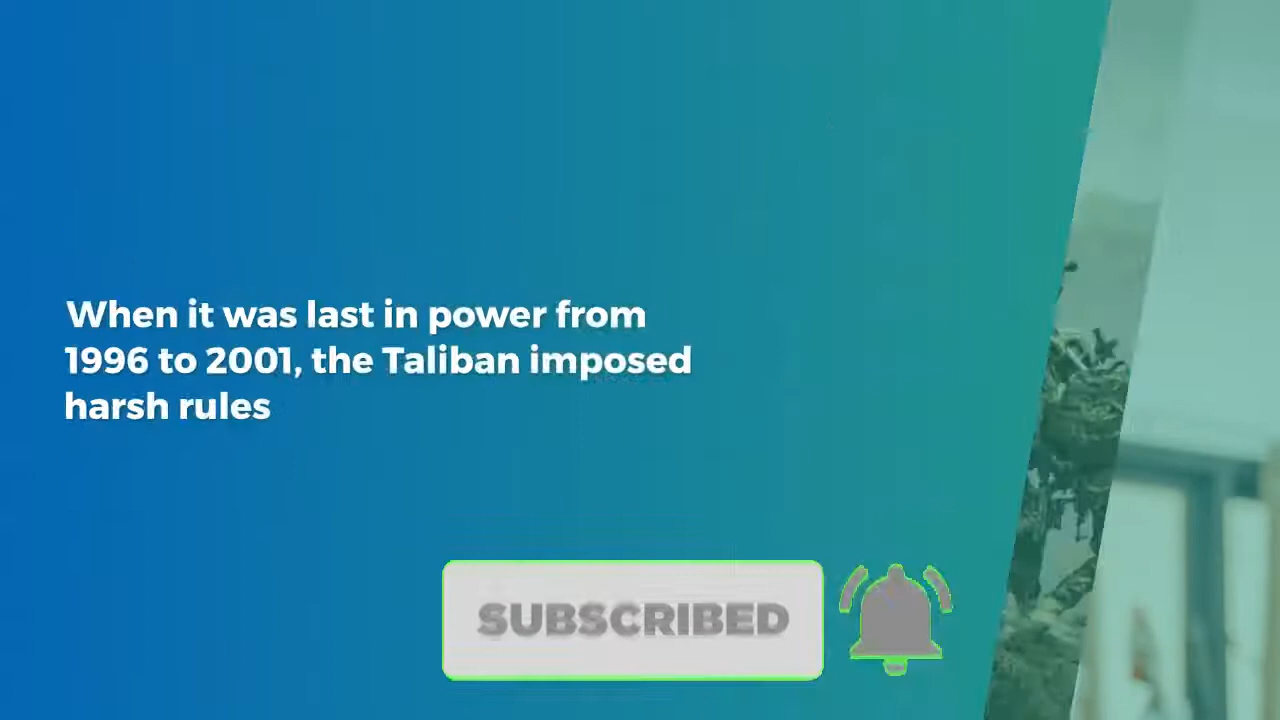 When it was last in power from
1996 to 2001, the Taliban imposed
harsh rules
SUBSCRIBED